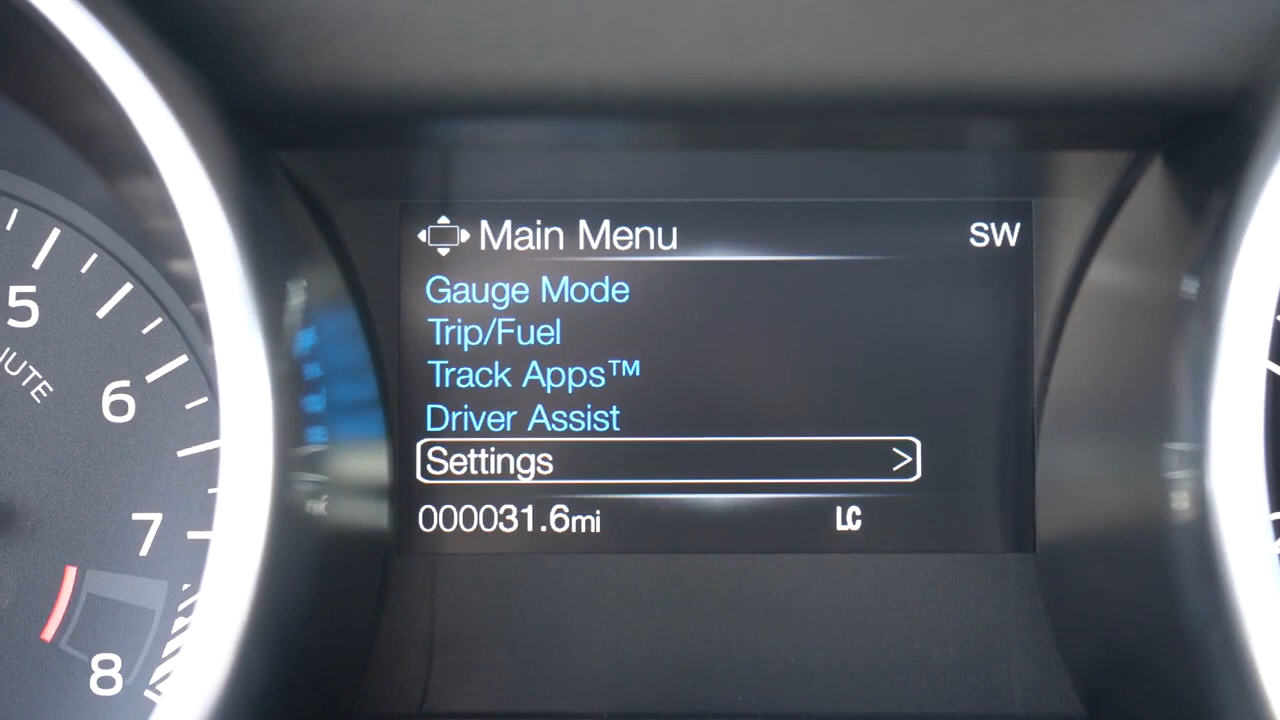 Main Menu SW
Gauge Mode
Trip/Fuel
Track Apps™
Driver Assist
Settings >
000031.6mi LC
5
6
7
8